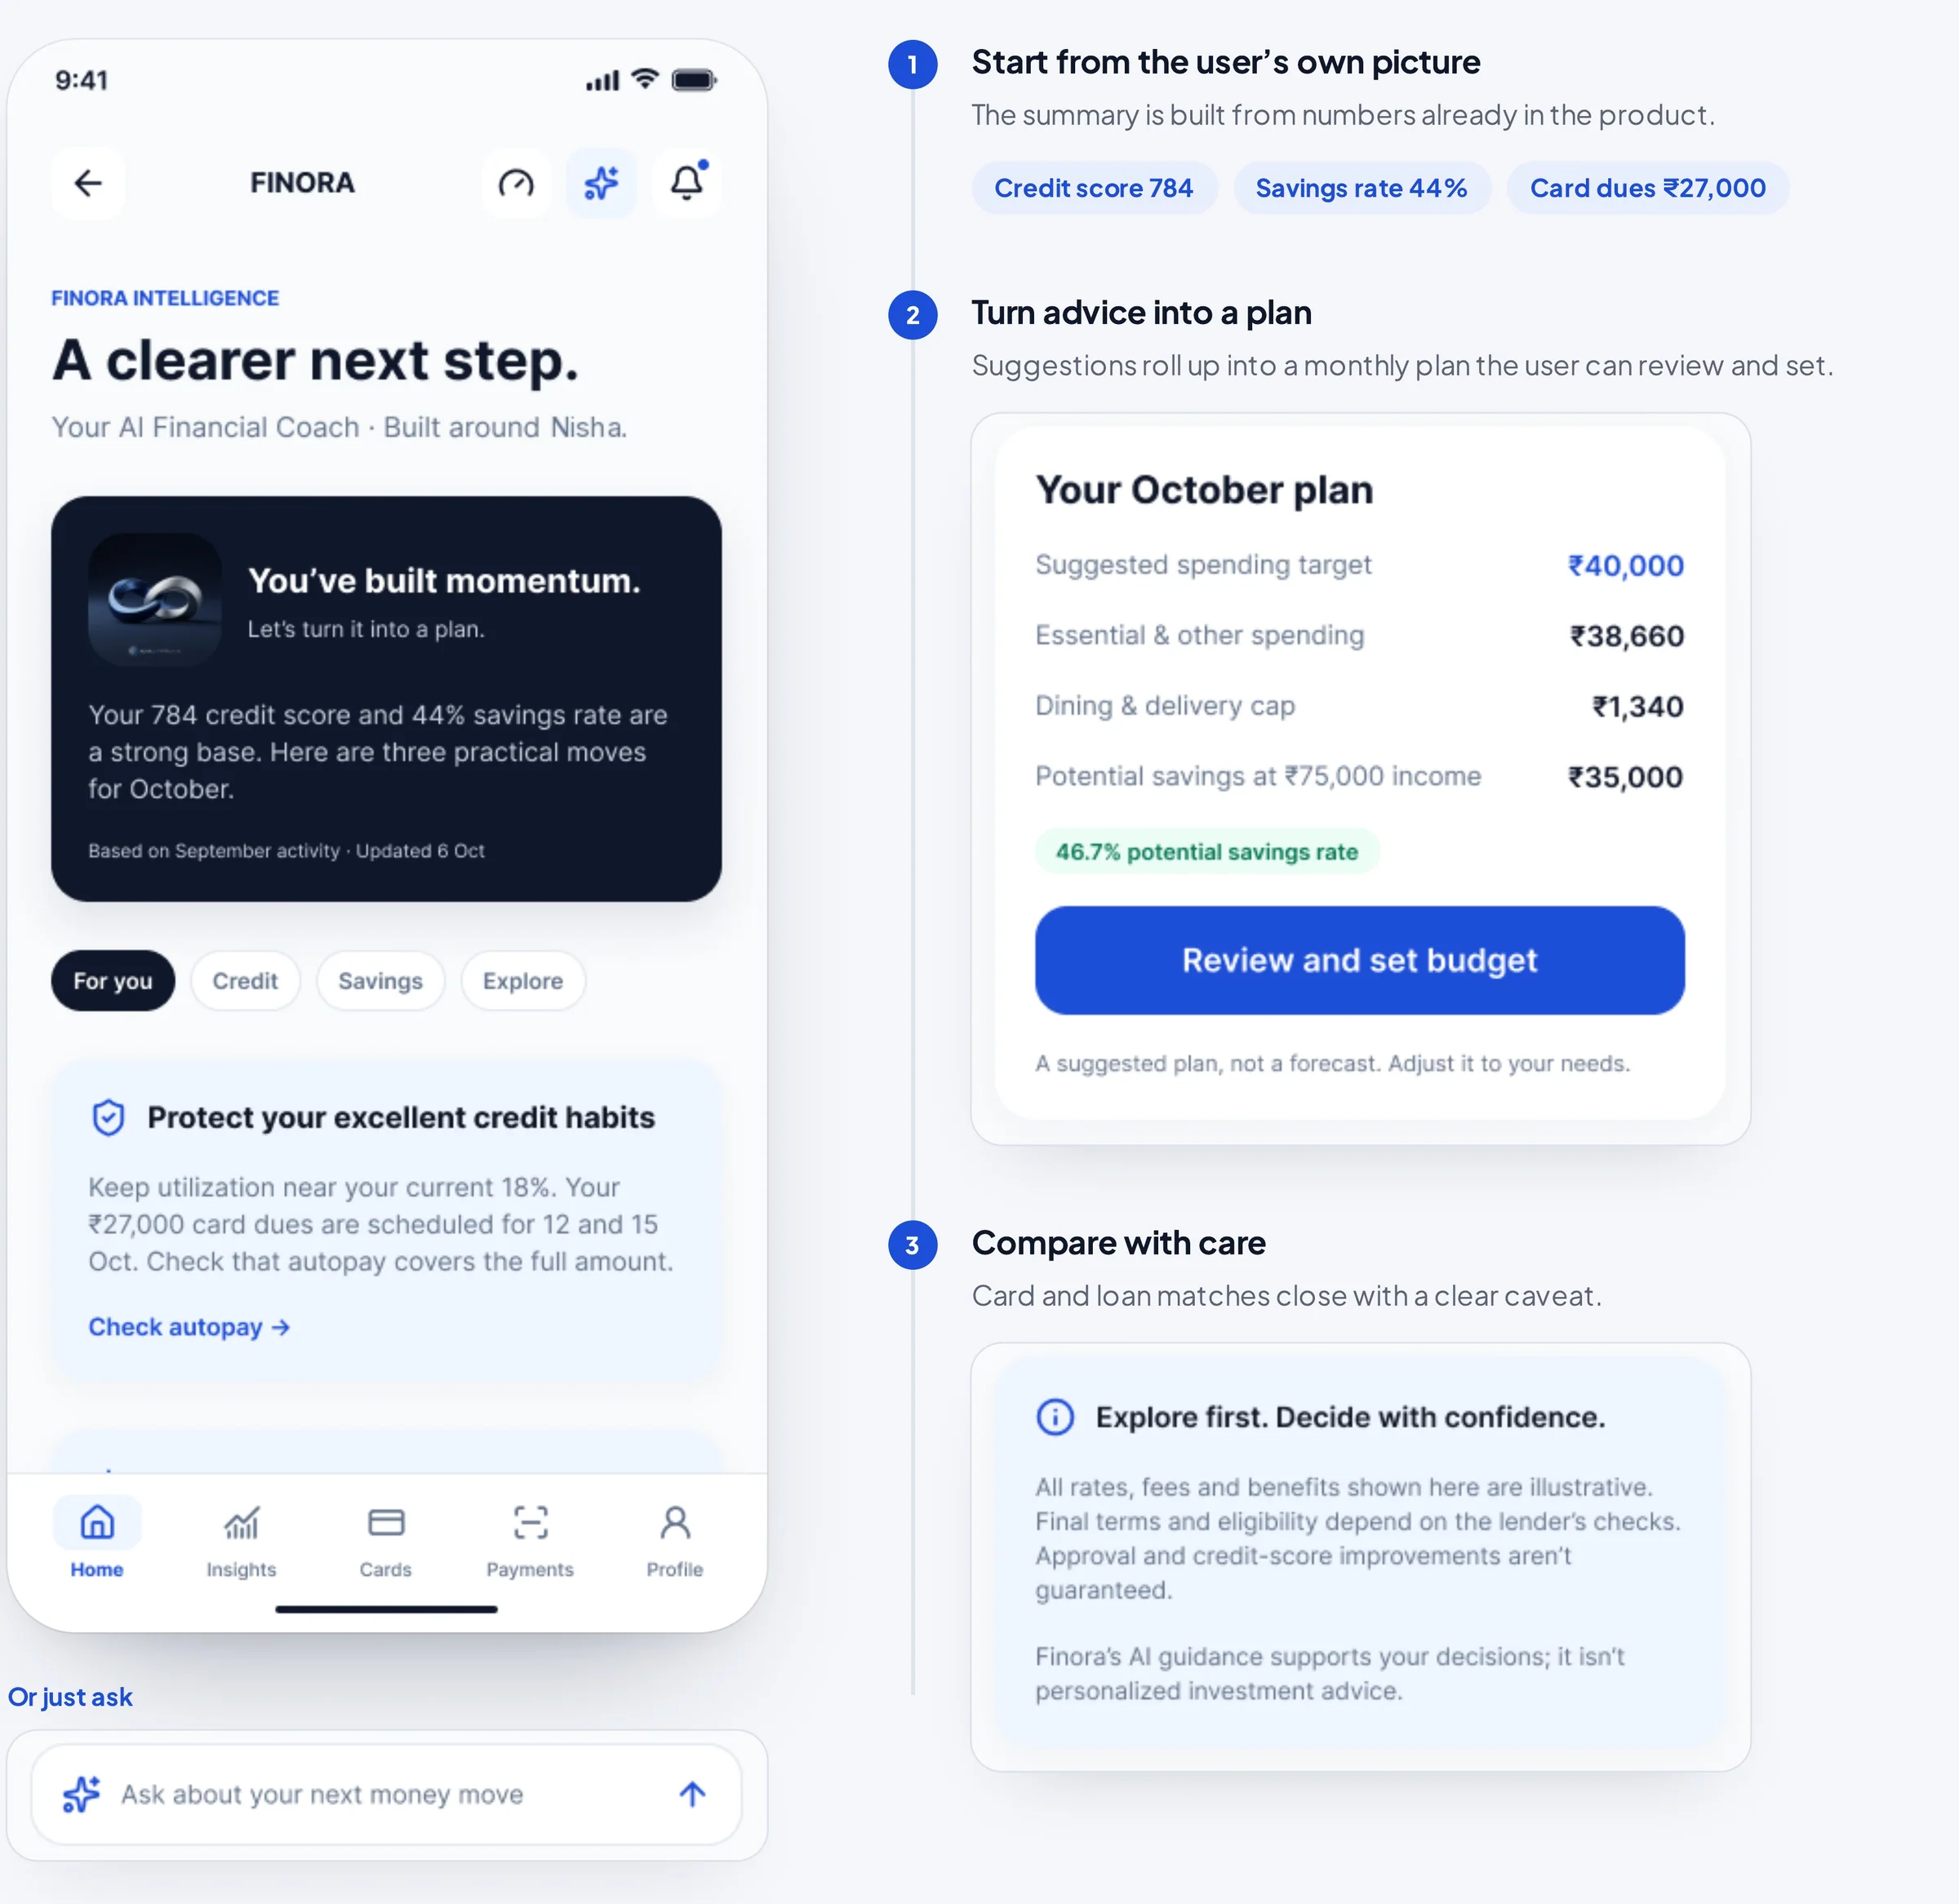 9:41
FINORA
FINORA INTELLIGENCE
A clearer next step.
Your AI Financial Coach · Built around Nisha.
You’ve built momentum.
Let’s turn it into a plan.
Your 784 credit score and 44% savings rate are
a strong base. Here are three practical moves
for October.
Based on September activity · Updated 6 Oct
For you
Credit
Savings
Explore
Protect your excellent credit habits
Keep utilization near your current 18%. Your
₹27,000 card dues are scheduled for 12 and 15
Oct. Check that autopay covers the full amount.
Check autopay →
Home
Insights
Cards
Payments
Profile
Or just ask
Ask about your next money move
1
Start from the user’s own picture
The summary is built from numbers already in the product.
Credit score 784
Savings rate 44%
Card dues ₹27,000
2
Turn advice into a plan
Suggestions roll up into a monthly plan the user can review and set.
Your October plan
Suggested spending target ₹40,000
Essential & other spending ₹38,660
Dining & delivery cap ₹1,340
Potential savings at ₹75,000 income ₹35,000
46.7% potential savings rate
Review and set budget
A suggested plan, not a forecast. Adjust it to your needs.
3
Compare with care
Card and loan matches close with a clear caveat.
Explore first. Decide with confidence.
All rates, fees and benefits shown here are illustrative.
Final terms and eligibility depend on the lender’s checks.
Approval and credit-score improvements aren’t
guaranteed.
Finora’s AI guidance supports your decisions; it isn’t
personalized investment advice.